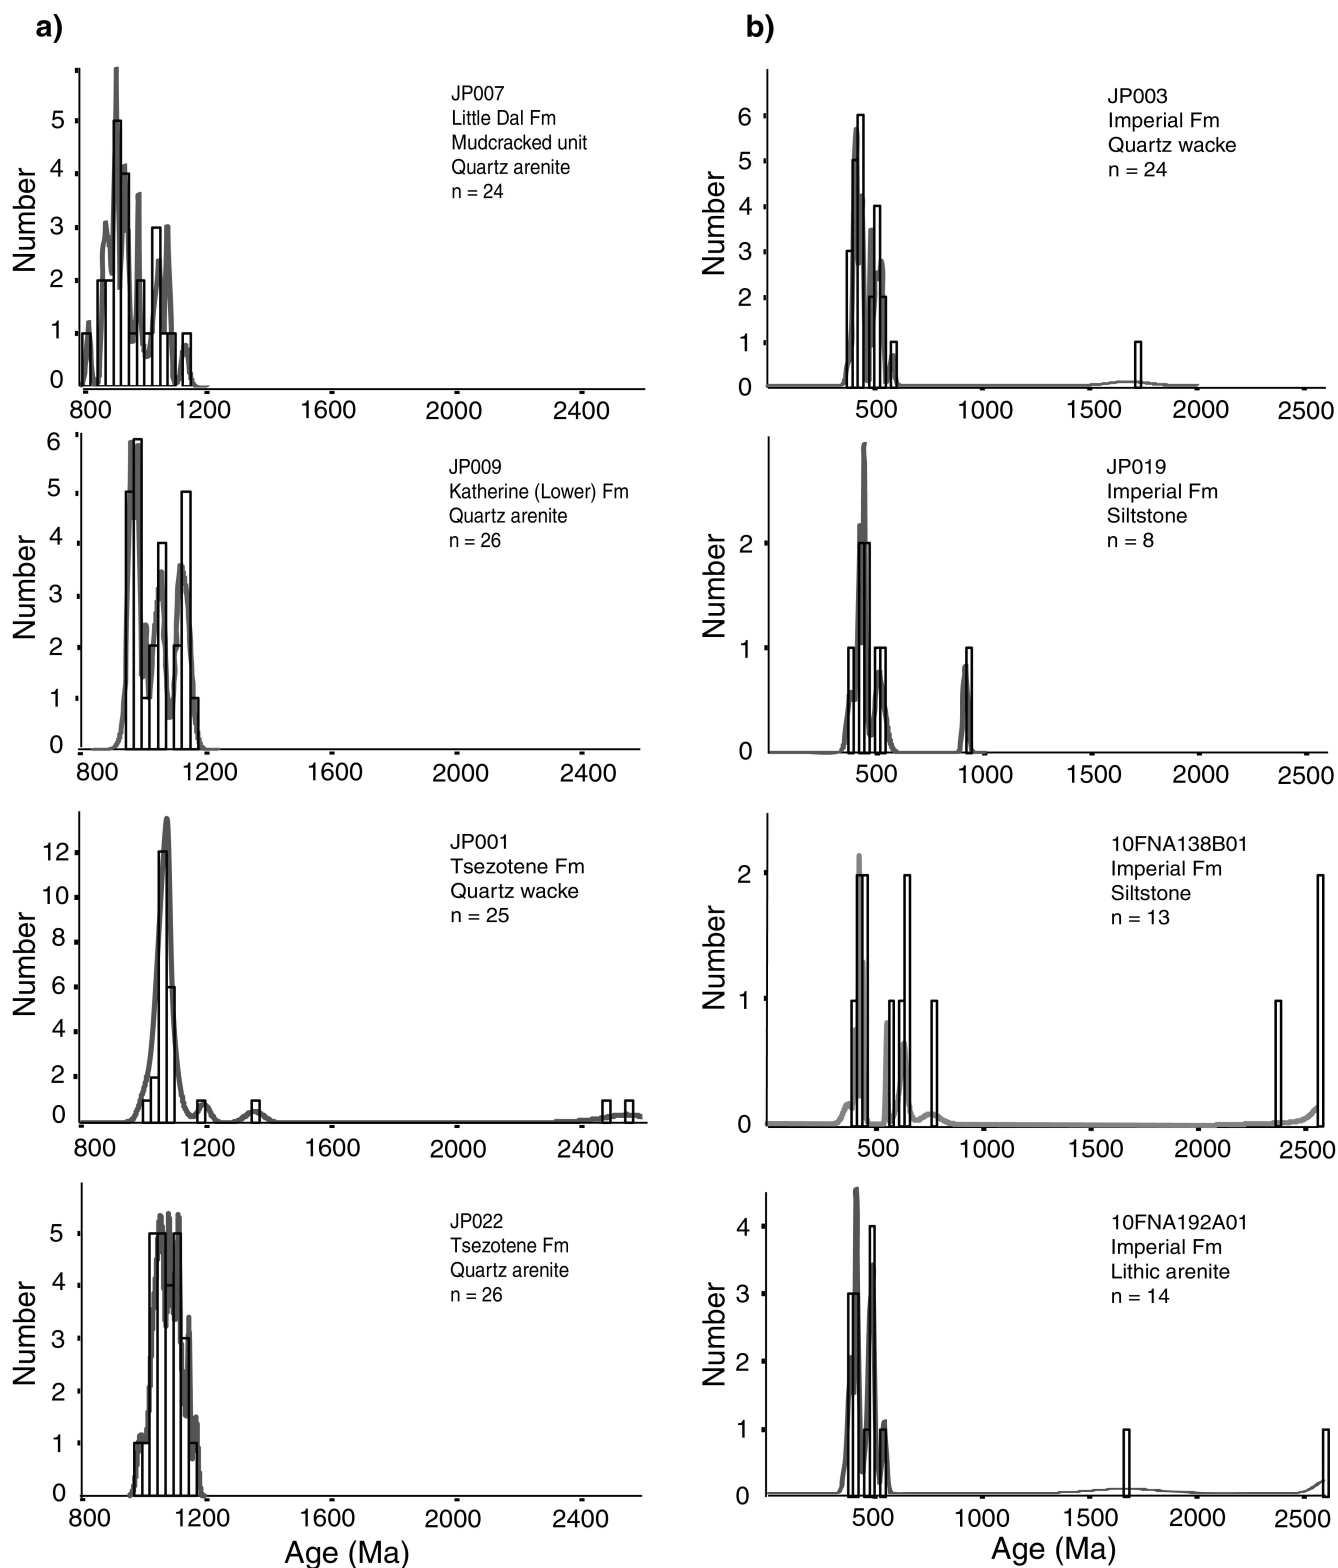 a)
Number
5
4
3
2
1
0
JP007
Little Dal Fm
Mudcracked unit
Quartz arenite
n = 24
800 1200 1600 2000 2400
Number
6
5
4
3
2
1
0
JP009
Katherine (Lower) Fm
Quartz arenite
n = 26
800 1200 1600 2000 2400
Number
12
10
8
6
4
2
0
JP001
Tsezotene Fm
Quartz wacke
n = 25
800 1200 1600 2000 2400
Number
5
4
3
2
1
0
JP022
Tsezotene Fm
Quartz arenite
n = 26
800 1200 1600 2000 2400
Age (Ma)
b)
Number
6
5
4
3
2
1
0
JP003
Imperial Fm
Quartz wacke
n = 24
500 1000 1500 2000 2500
Number
2
1
0
JP019
Imperial Fm
Siltstone
n = 8
500 1000 1500 2000 2500
Number
2
1
0
10FNA138B01
Imperial Fm
Siltstone
n = 13
500 1000 1500 2000 2500
Number
4
3
2
1
0
10FNA192A01
Imperial Fm
Lithic arenite
n = 14
500 1000 1500 2000 2500
Age (Ma)